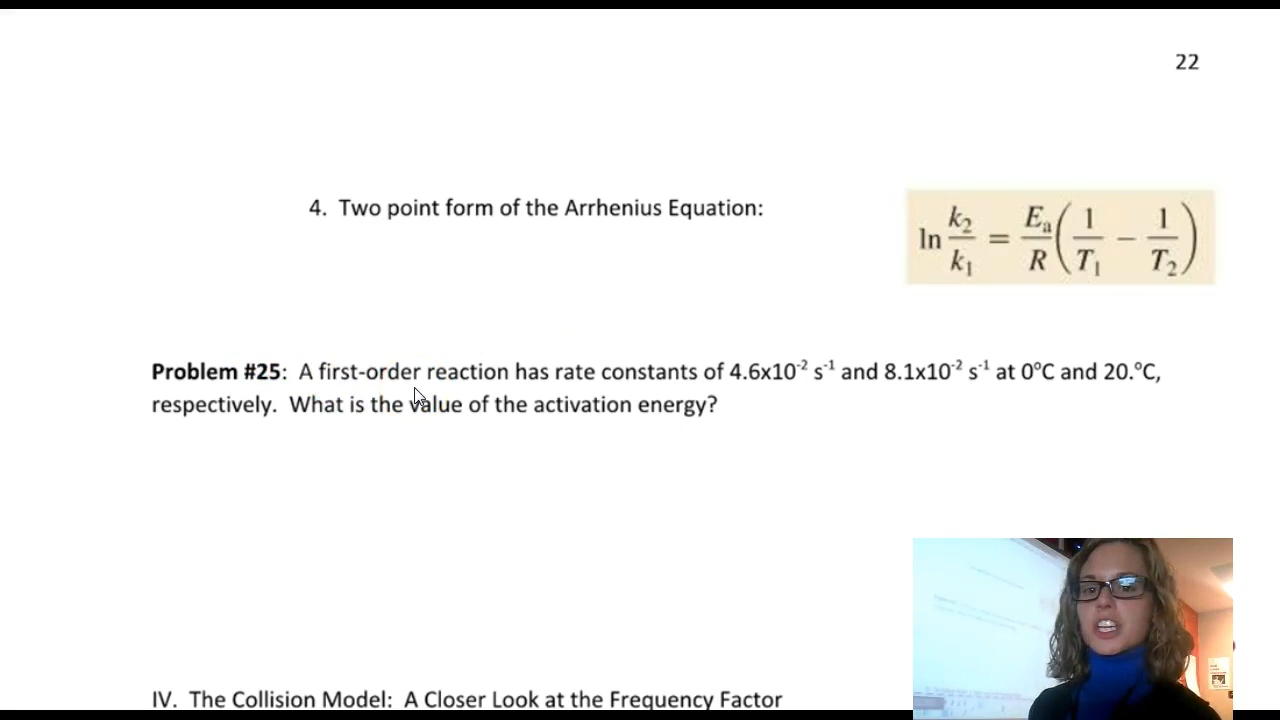 22
4. Two point form of the Arrhenius Equation:
ln k₂/k₁ = Eₐ/R (1/T₁ − 1/T₂)
Problem #25: A first-order reaction has rate constants of 4.6x10⁻² s⁻¹ and 8.1x10⁻² s⁻¹ at 0°C and 20.°C,
respectively. What is the value of the activation energy?
IV. The Collision Model: A Closer Look at the Frequency Factor